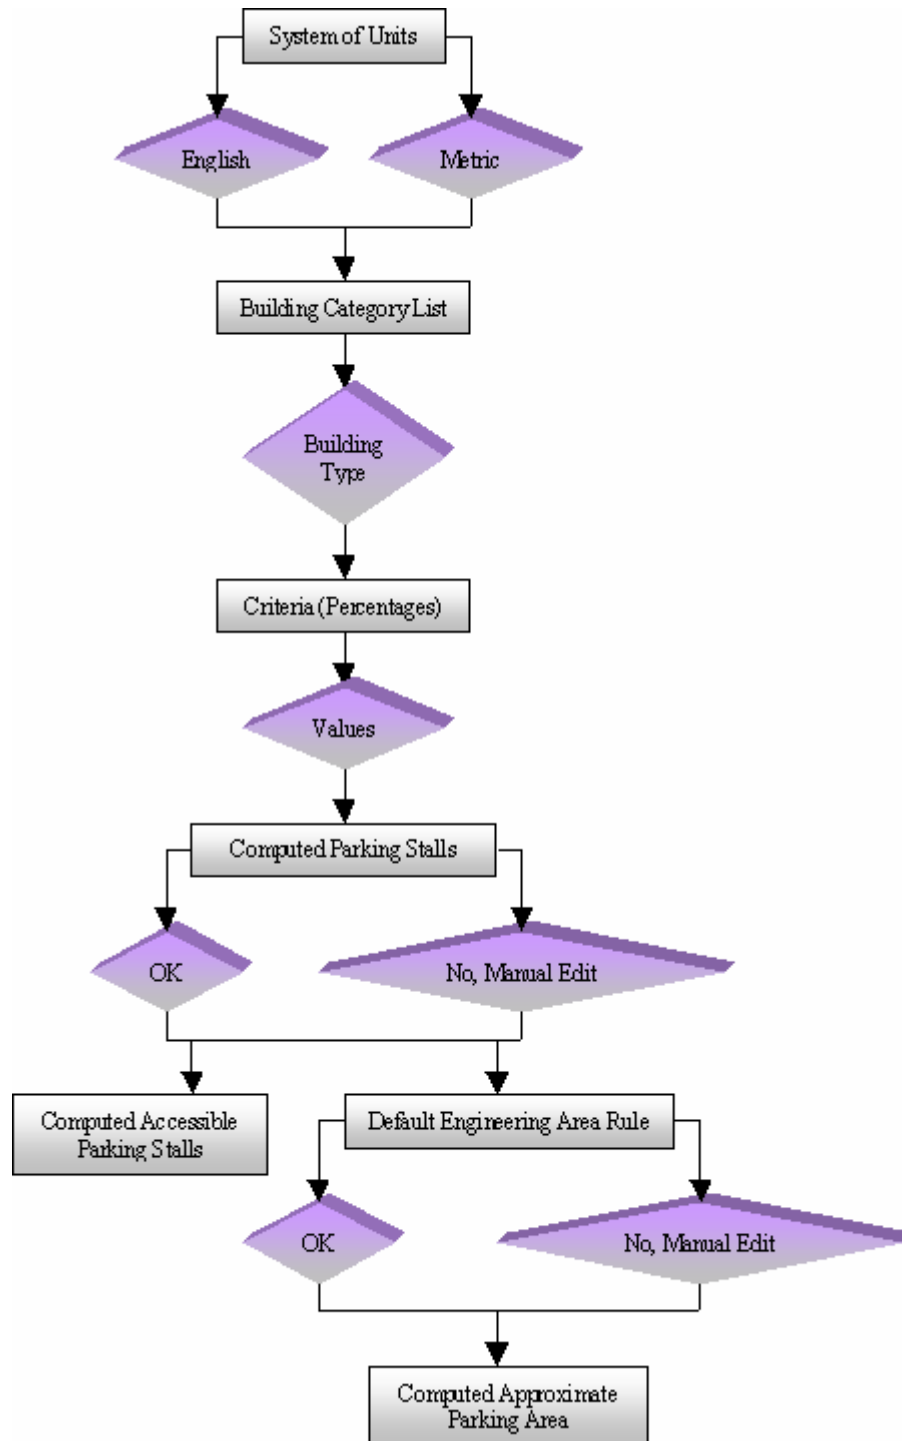 System of Units
English
Metric
Building Category List
Building
Type
Criteria (Percentages)
Values
Computed Parking Stalls
OK
No, Manual Edit
Computed Accessible
Parking Stalls
Default Engineering Area Rule
OK
No, Manual Edit
Computed Approximate
Parking Area